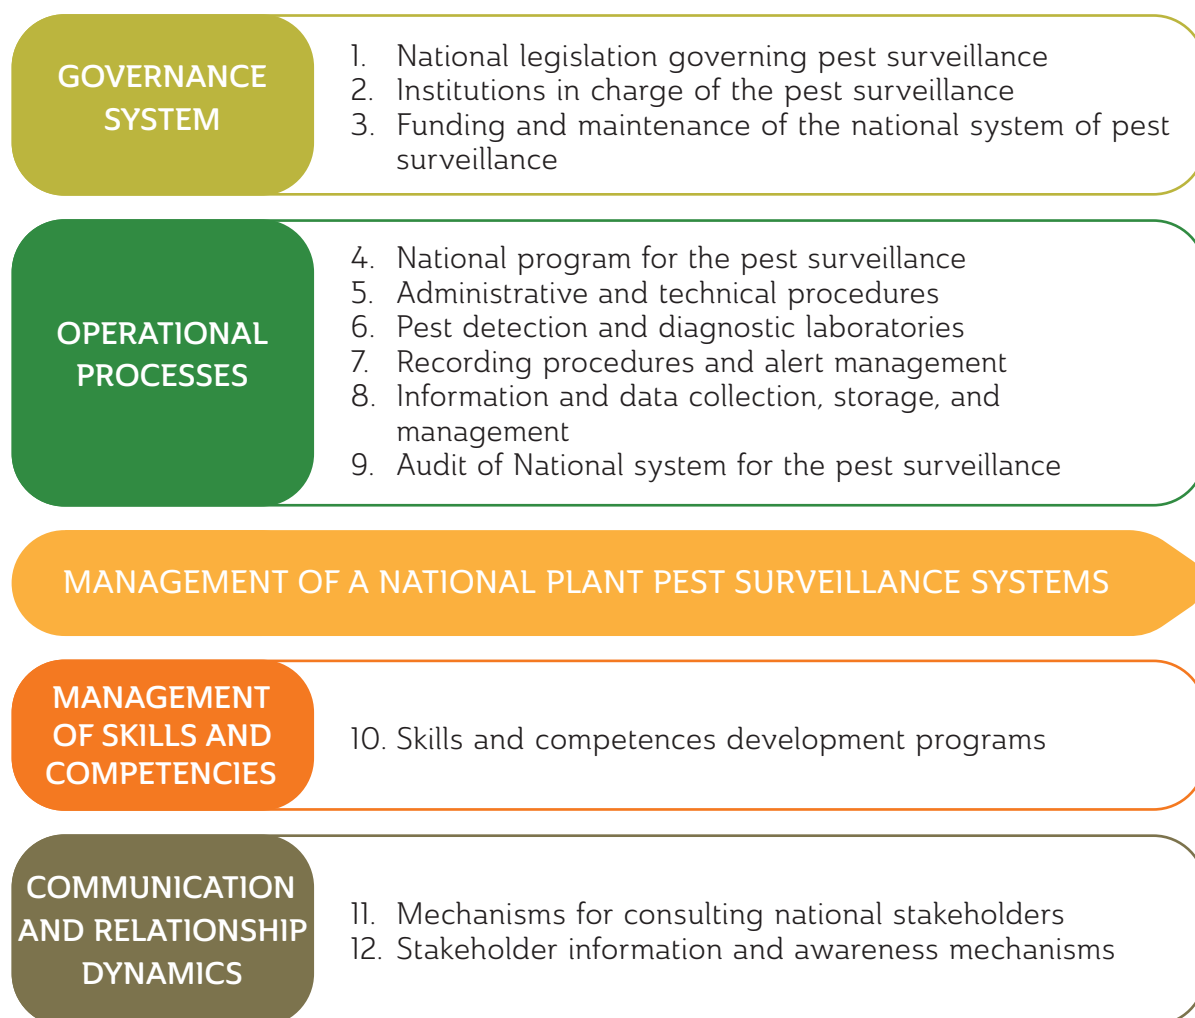 GOVERNANCE
SYSTEM
1. National legislation governing pest surveillance
2. Institutions in charge of the pest surveillance
3. Funding and maintenance of the national system of pest
surveillance
OPERATIONAL
PROCESSES
4. National program for the pest surveillance
5. Administrative and technical procedures
6. Pest detection and diagnostic laboratories
7. Recording procedures and alert management
8. Information and data collection, storage, and
management
9. Audit of National system for the pest surveillance
MANAGEMENT OF A NATIONAL PLANT PEST SURVEILLANCE SYSTEMS
MANAGEMENT
OF SKILLS AND
COMPETENCIES
10. Skills and competences development programs
COMMUNICATION
AND RELATIONSHIP
DYNAMICS
11. Mechanisms for consulting national stakeholders
12. Stakeholder information and awareness mechanisms